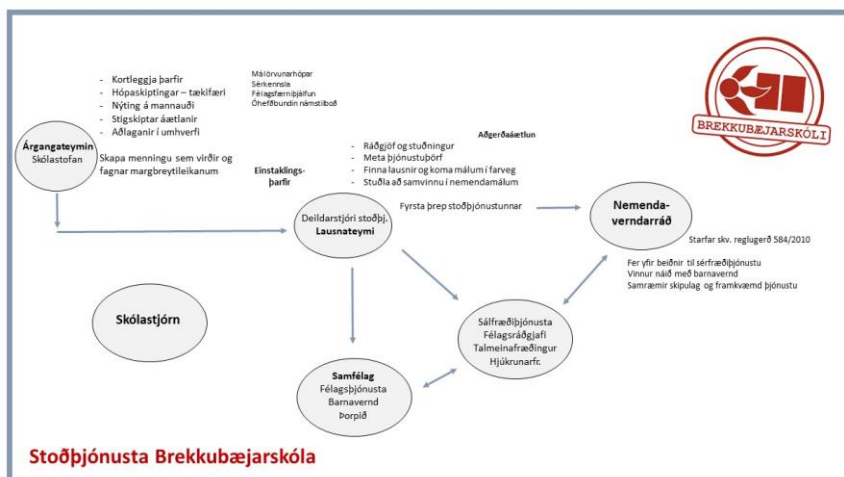 - Kortleggja þarfir
- Hópaskiptingar – tækifæri
- Nýting á mannauði
- Stigskiptar áætlanir
- Aðlaganir í umhverfi
Málörvunarhópar
Sérkennsla
Félagsfærniþjálfun
Óhefðbundin námstilboð
BREKKUBÆJARSKÓLI
Árgangateymin
Skólastofan
Skapa menningu sem virðir og
fagnar margbreytileikanum
Einstaklings-
þarfir
Aðgerðaáætlun
- Ráðgjöf og stuðningur
- Meta þjónustuþörf
- Finna lausnir og koma málum í farveg
- Stuðla að samvinnu í nemendamálum
Fyrsta þrep stoðþjónustunnar
Deildarstjóri stoðþj.
Lausnateymi
Nemenda-
verndarráð
Starfar skv. reglugerð 584/2010
Fer yfir beiðnir til sérfræðiþjónustu
Vinnur náið með barnavernd
Samræmir skipulag og framkvæmd þjónustu
Skólastjórn
Sálfræðiþjónusta
Félagsráðgjafi
Talmeinafræðingur
Hjúkrunarfr.
Samfélag
Félagsþjónusta
Barnavernd
Þorpið
Stoðþjónusta Brekkubæjarskóla